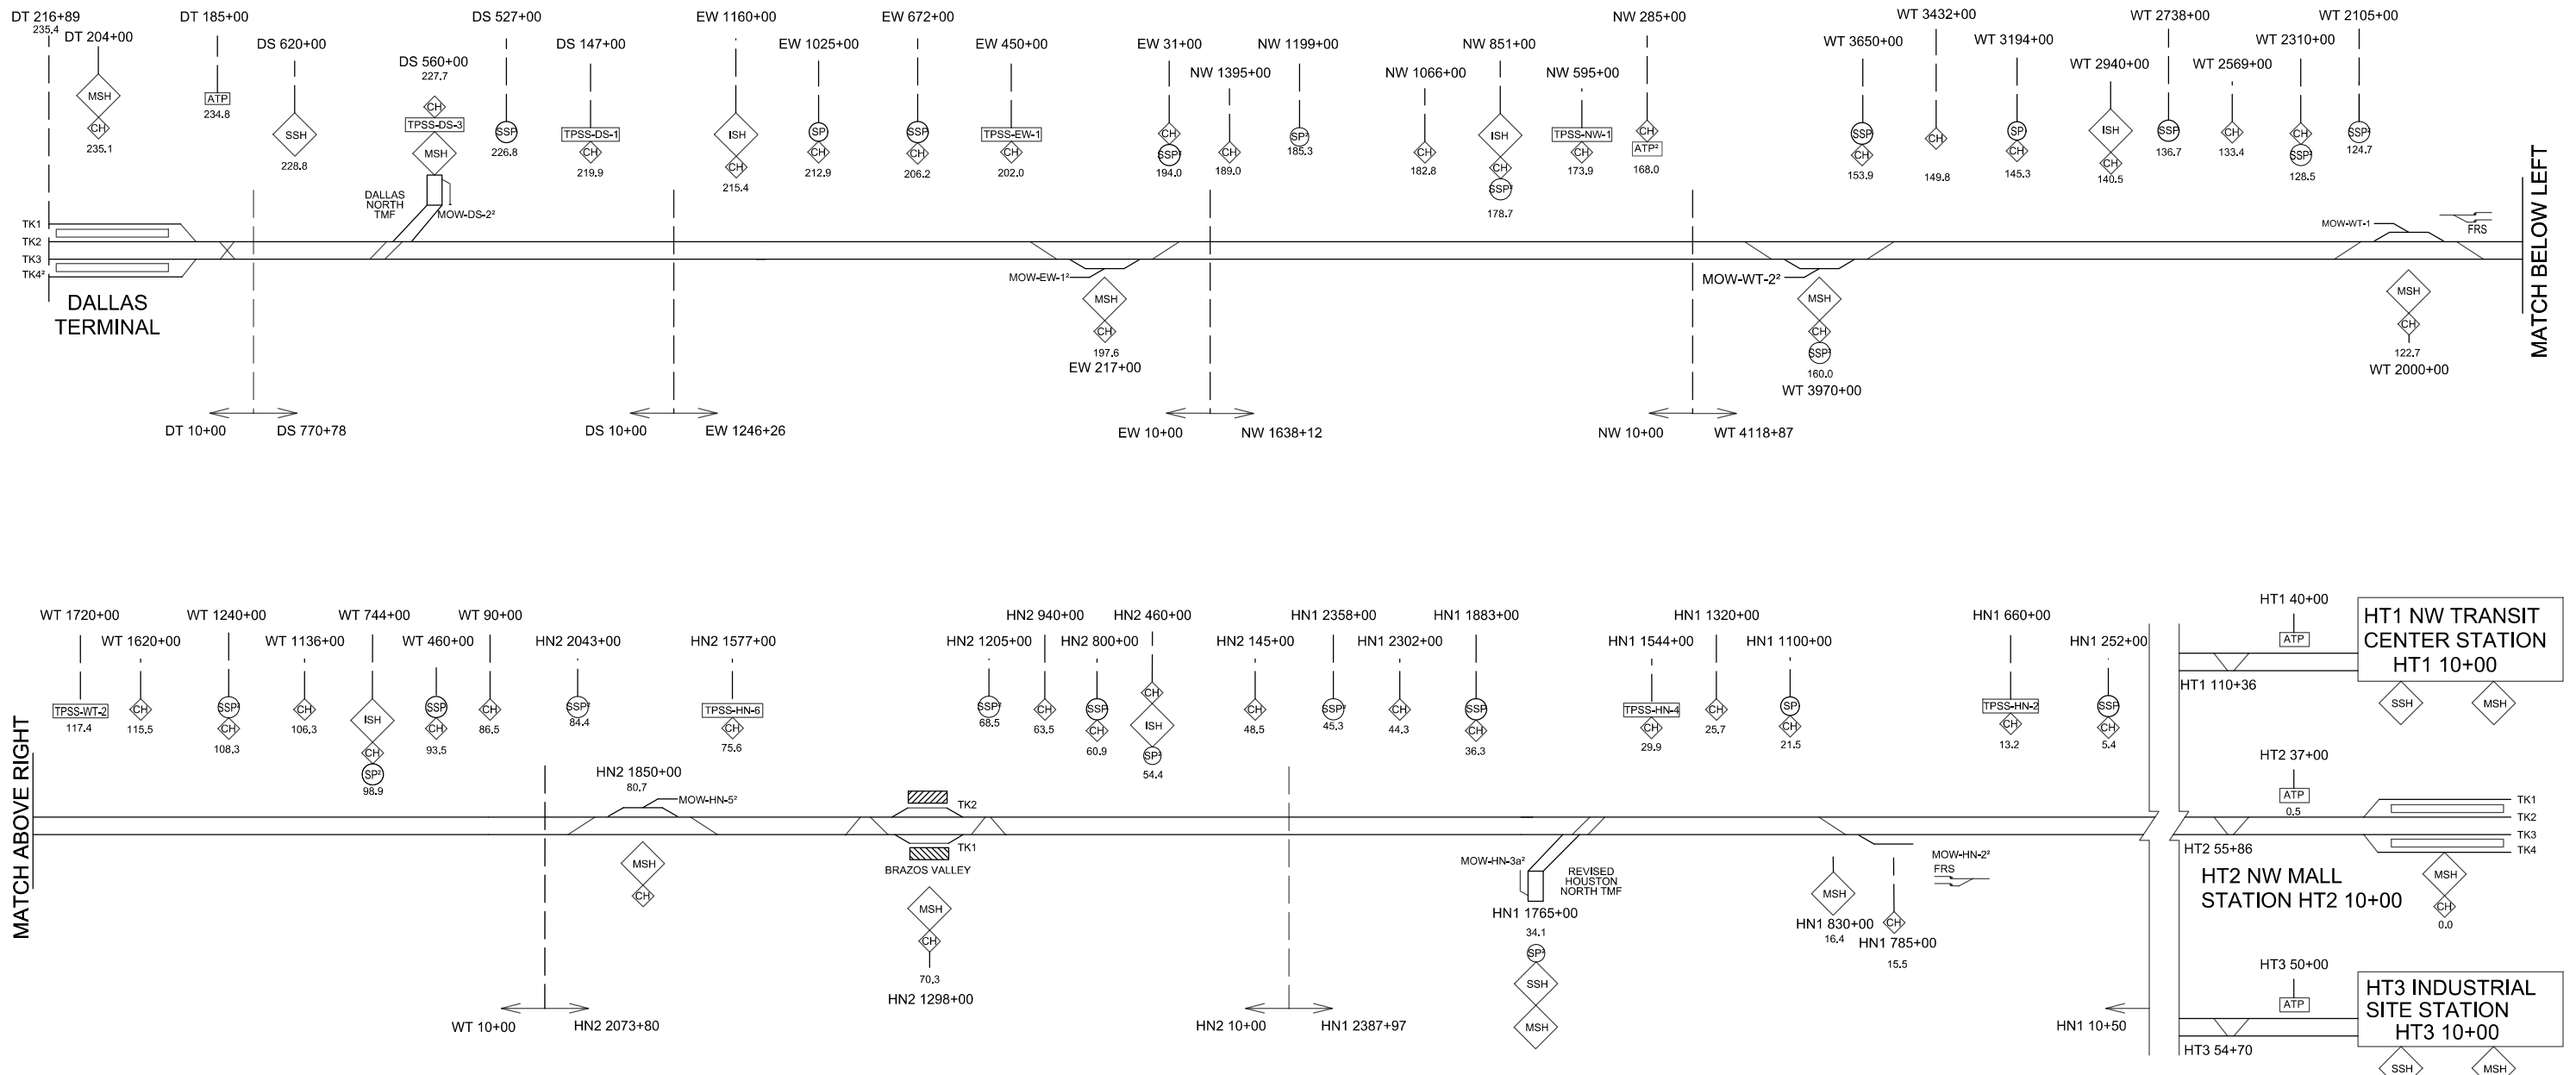 DT 216+89
235.4
DT 204+00
MSH
CH
235.1
DT 185+00
ATP
234.8
DS 620+00
SSH
228.8
DS 560+00
227.7
CH
TPSS-DS-3
MSH
DALLAS
NORTH
TMF
MOW-DS-2²
DS 527+00
SSP
226.8
DS 147+00
TPSS-DS-1
CH
219.9
EW 1160+00
ISH
CH
215.4
EW 1025+00
SP
CH
212.9
EW 672+00
SSP
CH
206.2
EW 450+00
TPSS-EW-1
CH
202.0
EW 31+00
CH
SSP²
194.0
NW 1395+00
CH
189.0
NW 1199+00
SP²
185.3
NW 1066+00
CH
182.8
NW 851+00
ISH
CH
SSP²
178.7
NW 595+00
TPSS-NW-1
CH
173.9
NW 285+00
CH
ATP²
168.0
WT 3650+00
SSP
CH
153.9
WT 3432+00
CH
149.8
WT 3194+00
SP
CH
145.3
WT 2940+00
ISH
CH
140.5
WT 2738+00
SSP
136.7
WT 2569+00
CH
133.4
WT 2310+00
CH
SSP²
128.5
WT 2105+00
SSP²
124.7
MATCH BELOW LEFT
TK1
TK2
TK3
TK4²
DALLAS
TERMINAL
MOW-EW-1²
MSH
CH
197.6
EW 217+00
MOW-WT-2²
MSH
CH
SSP²
160.0
WT 3970+00
MOW-WT-1
FRS
MSH
CH
122.7
WT 2000+00
DT 10+00
DS 770+78
DS 10+00
EW 1246+26
EW 10+00
NW 1638+12
NW 10+00
WT 4118+87
MATCH ABOVE RIGHT
WT 1720+00
TPSS-WT-2
117.4
WT 1620+00
CH
115.5
WT 1240+00
SSP²
CH
108.3
WT 1136+00
CH
106.3
WT 744+00
ISH
CH
SP²
98.9
WT 460+00
SSP
CH
93.5
WT 90+00
CH
86.5
HN2 2043+00
SSP²
84.4
HN2 1577+00
TPSS-HN-6
CH
75.6
HN2 1205+00
SSP²
68.5
HN2 940+00
CH
63.5
HN2 800+00
SSP
CH
60.9
HN2 460+00
CH
ISH
SP²
54.4
HN2 145+00
CH
48.5
HN1 2358+00
SSP²
45.3
HN1 2302+00
CH
44.3
HN1 1883+00
SSP
CH
36.3
HN1 1544+00
TPSS-HN-4
CH
29.9
HN1 1320+00
CH
25.7
HN1 1100+00
SP
CH
21.5
HN1 660+00
TPSS-HN-2
CH
13.2
HN1 252+00
SSP
CH
5.4
HN2 1850+00
80.7
MOW-HN-5²
MSH
CH
TK2
TK1
BRAZOS VALLEY
MSH
CH
70.3
HN2 1298+00
MOW-HN-3a²
REVISED
HOUSTON
NORTH TMF
HN1 1765+00
34.1
SP²
SSH
MSH
MSH
HN1 830+00
16.4
CH
HN1 785+00
15.5
MOW-HN-2²
FRS
WT 10+00
HN2 2073+80
HN2 10+00
HN1 2387+97
HN1 10+50
HT1 40+00
ATP
HT1 110+36
HT1 NW TRANSIT
CENTER STATION
HT1 10+00
SSH
MSH
HT2 37+00
ATP
0.5
HT2 55+86
TK1
TK2
TK3
TK4
HT2 NW MALL
STATION HT2 10+00
MSH
CH
0.0
HT3 50+00
ATP
HT3 54+70
HT3 INDUSTRIAL
SITE STATION
HT3 10+00
SSH
MSH